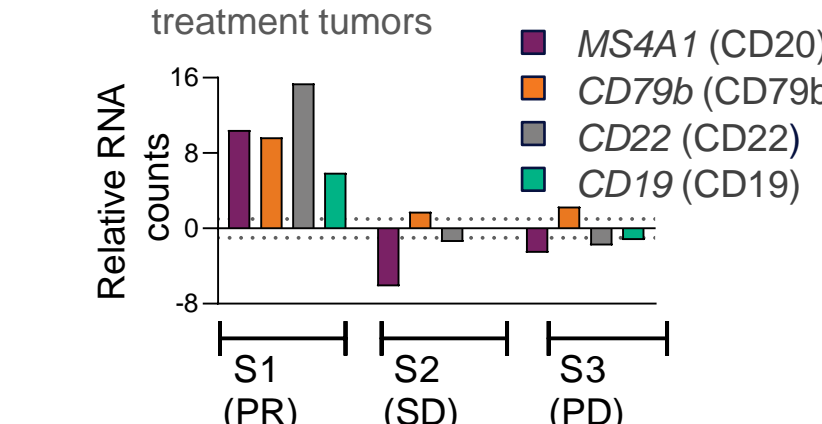 treatment tumors
MS4A1 (CD20)
CD79b (CD79b
CD22 (CD22)
CD19 (CD19)
Relative RNA
counts
16
8
0
-8
S1
(PR)
S2
(SD)
S3
(PD)